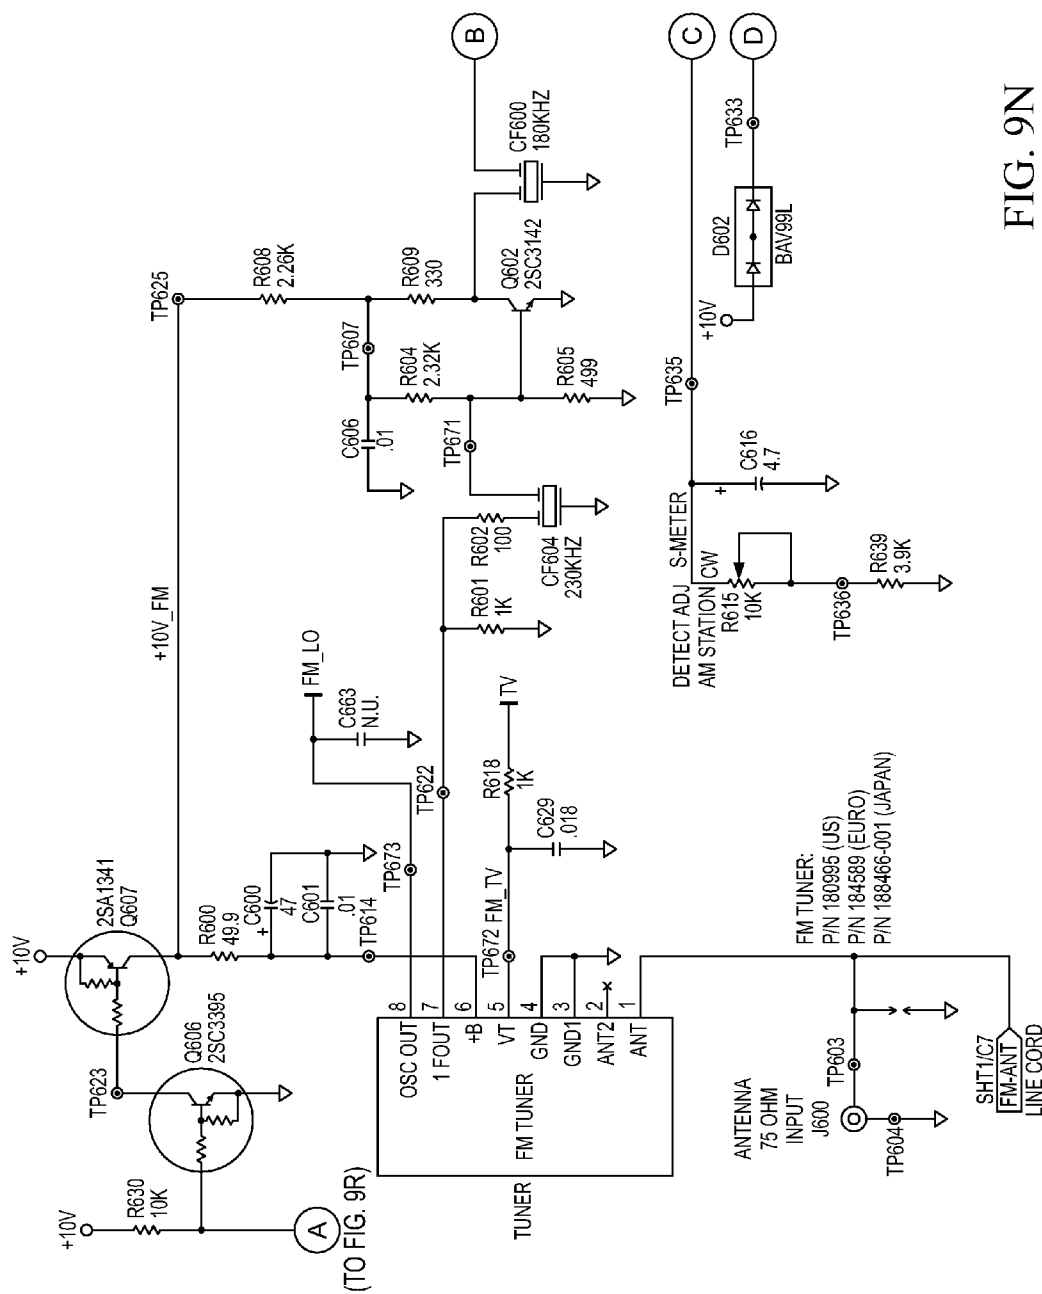 FIG. 9N
A
(TO FIG. 9R)
+10V
R630
10K
Q606
2SC3395
TP623
+10V
2SA1341
Q607
R600
49.9
+
C600
47
C601
.01
TP614
+10V_FM
TP625
R608
2.26K
TP607
R609
330
C606
.01
R604
2.32K
TP671
R605
499
Q602
2SC3142
CF600
180KHZ
B
FM_LO
C663
N.U.
TP673
TP622
R601
1K
R602
100
CF604
230KHZ
TUNER
FM TUNER
OSC OUT
8
1 FOUT
7
+B
6
VT
5
GND
4
GND1
3
ANT2
2
ANT
1
TP672
FM_TV
C629
.018
R618
1K
TV
ANTENNA
75 OHM
INPUT
J600
TP603
TP604
SHT1/C7
FM-ANT
LINE CORD
FM TUNER:
P/N 180995 (US)
P/N 184589 (EURO)
P/N 188466-001 (JAPAN)
DETECT ADJ
AM STATION
S-METER
CW
R615
10K
TP636
R639
3.9K
+
C616
4.7
TP635
C
+10V
D602
BAV99L
TP633
D